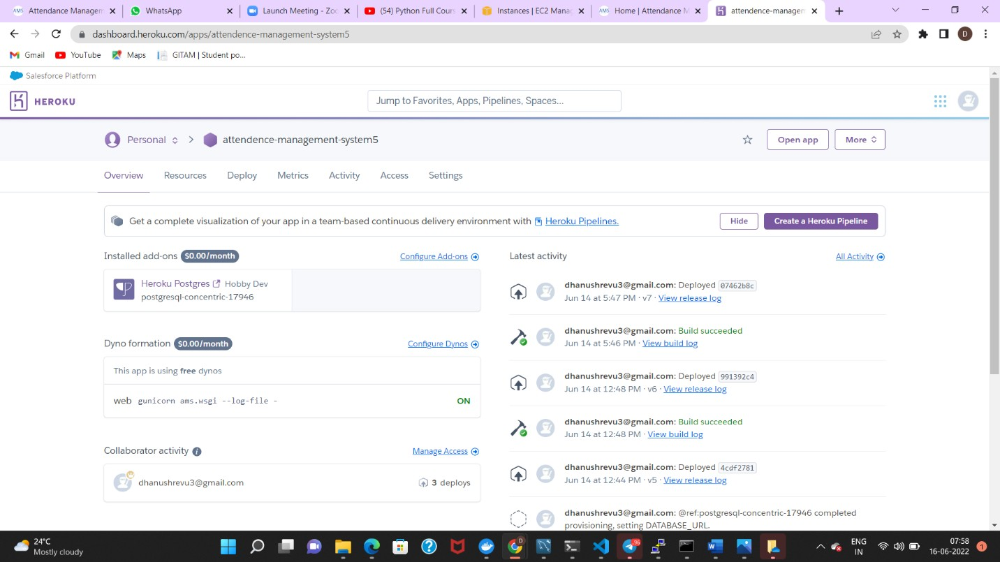 Attendance Managem
WhatsApp
Launch Meeting - Zoo
(54) Python Full Cours
Instances | EC2 Manag
Home | Attendance M
attendence-managem
dashboard.heroku.com/apps/attendence-management-system5
D
Gmail
YouTube
Maps
GITAM | Student po...
Salesforce Platform
HEROKU
Jump to Favorites, Apps, Pipelines, Spaces...
Personal
attendence-management-system5
Open app
More
Overview
Resources
Deploy
Metrics
Activity
Access
Settings
Get a complete visualization of your app in a team-based continuous delivery environment with Heroku Pipelines.
Hide
Create a Heroku Pipeline
Installed add-ons $0.00/month
Configure Add-ons
Heroku Postgres Hobby Dev
postgresql-concentric-17946
Dyno formation $0.00/month
Configure Dynos
This app is using free dynos
web gunicorn ams.wsgi --log-file -
ON
Collaborator activity
Manage Access
dhanushrevu3@gmail.com
3 deploys
Latest activity
All Activity
dhanushrevu3@gmail.com: Deployed 07462b8c
Jun 14 at 5:47 PM · v7 · View release log
dhanushrevu3@gmail.com: Build succeeded
Jun 14 at 5:46 PM · View build log
dhanushrevu3@gmail.com: Deployed 991392c4
Jun 14 at 12:48 PM · v6 · View release log
dhanushrevu3@gmail.com: Build succeeded
Jun 14 at 12:48 PM · View build log
dhanushrevu3@gmail.com: Deployed 4cdf2781
Jun 14 at 12:44 PM · v5 · View release log
dhanushrevu3@gmail.com: @ref:postgresql-concentric-17946 completed
provisioning, setting DATABASE_URL.
24°C
Mostly cloudy
96
ENG
IN
07:58
16-06-2022
1